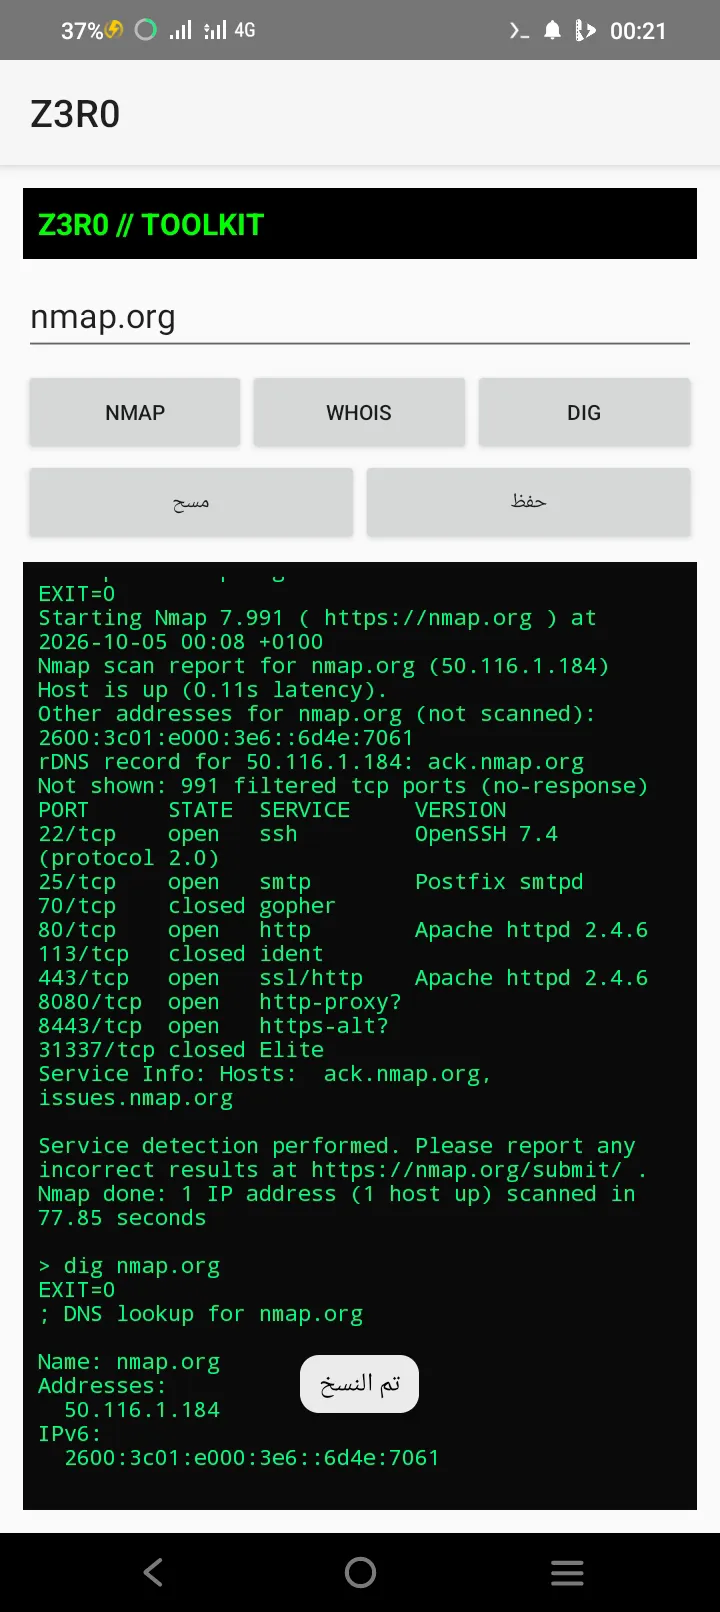 37% 4G 00:21
Z3R0
Z3R0 // TOOLKIT
nmap.org
NMAP WHOIS DIG
مسح حفظ
EXIT=0
Starting Nmap 7.991 ( https://nmap.org ) at
2026-10-05 00:08 +0100
Nmap scan report for nmap.org (50.116.1.184)
Host is up (0.11s latency).
Other addresses for nmap.org (not scanned):
2600:3c01:e000:3e6::6d4e:7061
rDNS record for 50.116.1.184: ack.nmap.org
Not shown: 991 filtered tcp ports (no-response)
PORT STATE SERVICE VERSION
22/tcp open ssh OpenSSH 7.4
(protocol 2.0)
25/tcp open smtp Postfix smtpd
70/tcp closed gopher
80/tcp open http Apache httpd 2.4.6
113/tcp closed ident
443/tcp open ssl/http Apache httpd 2.4.6
8080/tcp open http-proxy?
8443/tcp open https-alt?
31337/tcp closed Elite
Service Info: Hosts: ack.nmap.org,
issues.nmap.org
Service detection performed. Please report any
incorrect results at https://nmap.org/submit/ .
Nmap done: 1 IP address (1 host up) scanned in
77.85 seconds
> dig nmap.org
EXIT=0
; DNS lookup for nmap.org
Name: nmap.org
Addresses:
تم النسخ
50.116.1.184
IPv6:
2600:3c01:e000:3e6::6d4e:7061